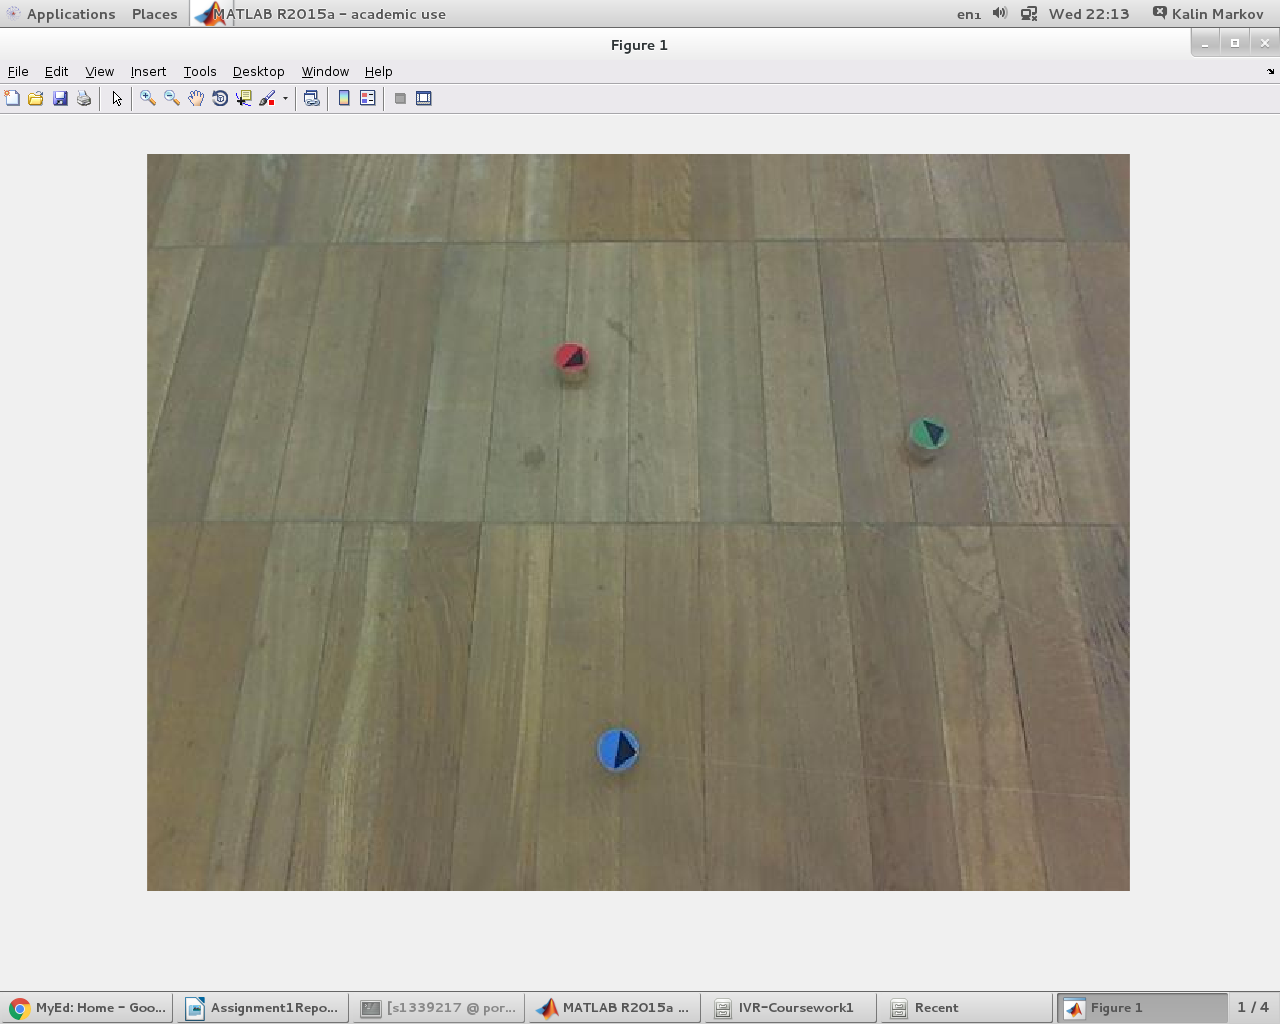 Applications Places MATLAB R2015a - academic use en₁ Wed 22:13 Kalin Markov
Figure 1
File Edit View Insert Tools Desktop Window Help
MyEd: Home - Goo... Assignment1Repo... [s1339217 @ por... MATLAB R2015a ... IVR-Coursework1 Recent Figure 1 1 / 4